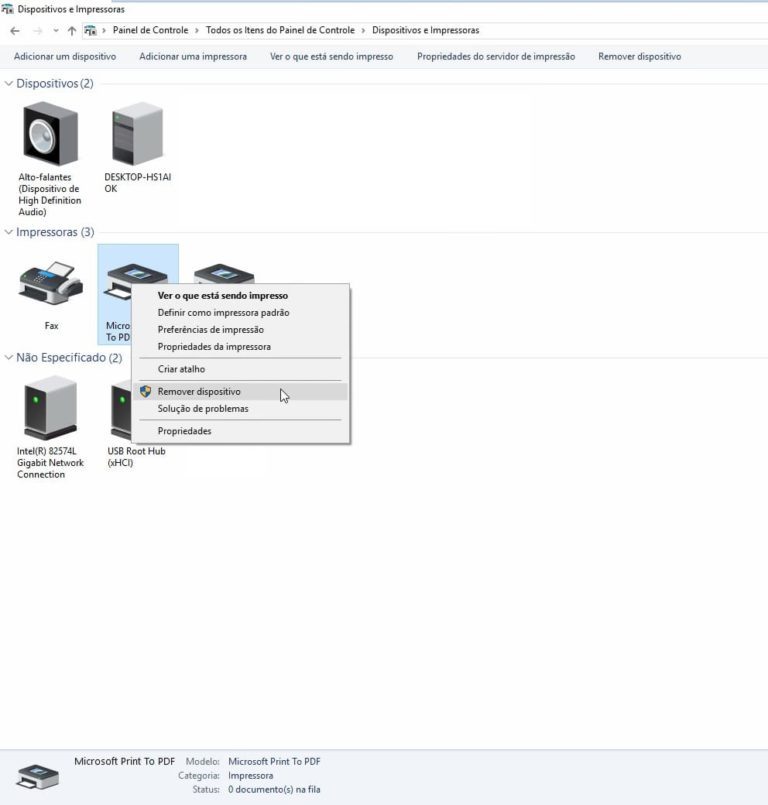 Dispositivos e Impressoras
Painel de Controle > Todos os Itens do Painel de Controle > Dispositivos e Impressoras
Adicionar um dispositivo Adicionar uma impressora Ver o que está sendo impresso Propriedades do servidor de impressão Remover dispositivo
Dispositivos (2)
Alto-falantes
(Dispositivo de
High Definition
Audio)
DESKTOP-HS1AI
OK
Impressoras (3)
Fax
Micro
To PD
Ver o que está sendo impresso
Definir como impressora padrão
Preferências de impressão
Propriedades da impressora
Criar atalho
Remover dispositivo
Solução de problemas
Propriedades
Não Especificado (2)
Intel(R) 82574L
Gigabit Network
Connection
USB Root Hub
(xHCI)
Microsoft Print To PDF Modelo: Microsoft Print To PDF
Categoria: Impressora
Status: 0 documento(s) na fila